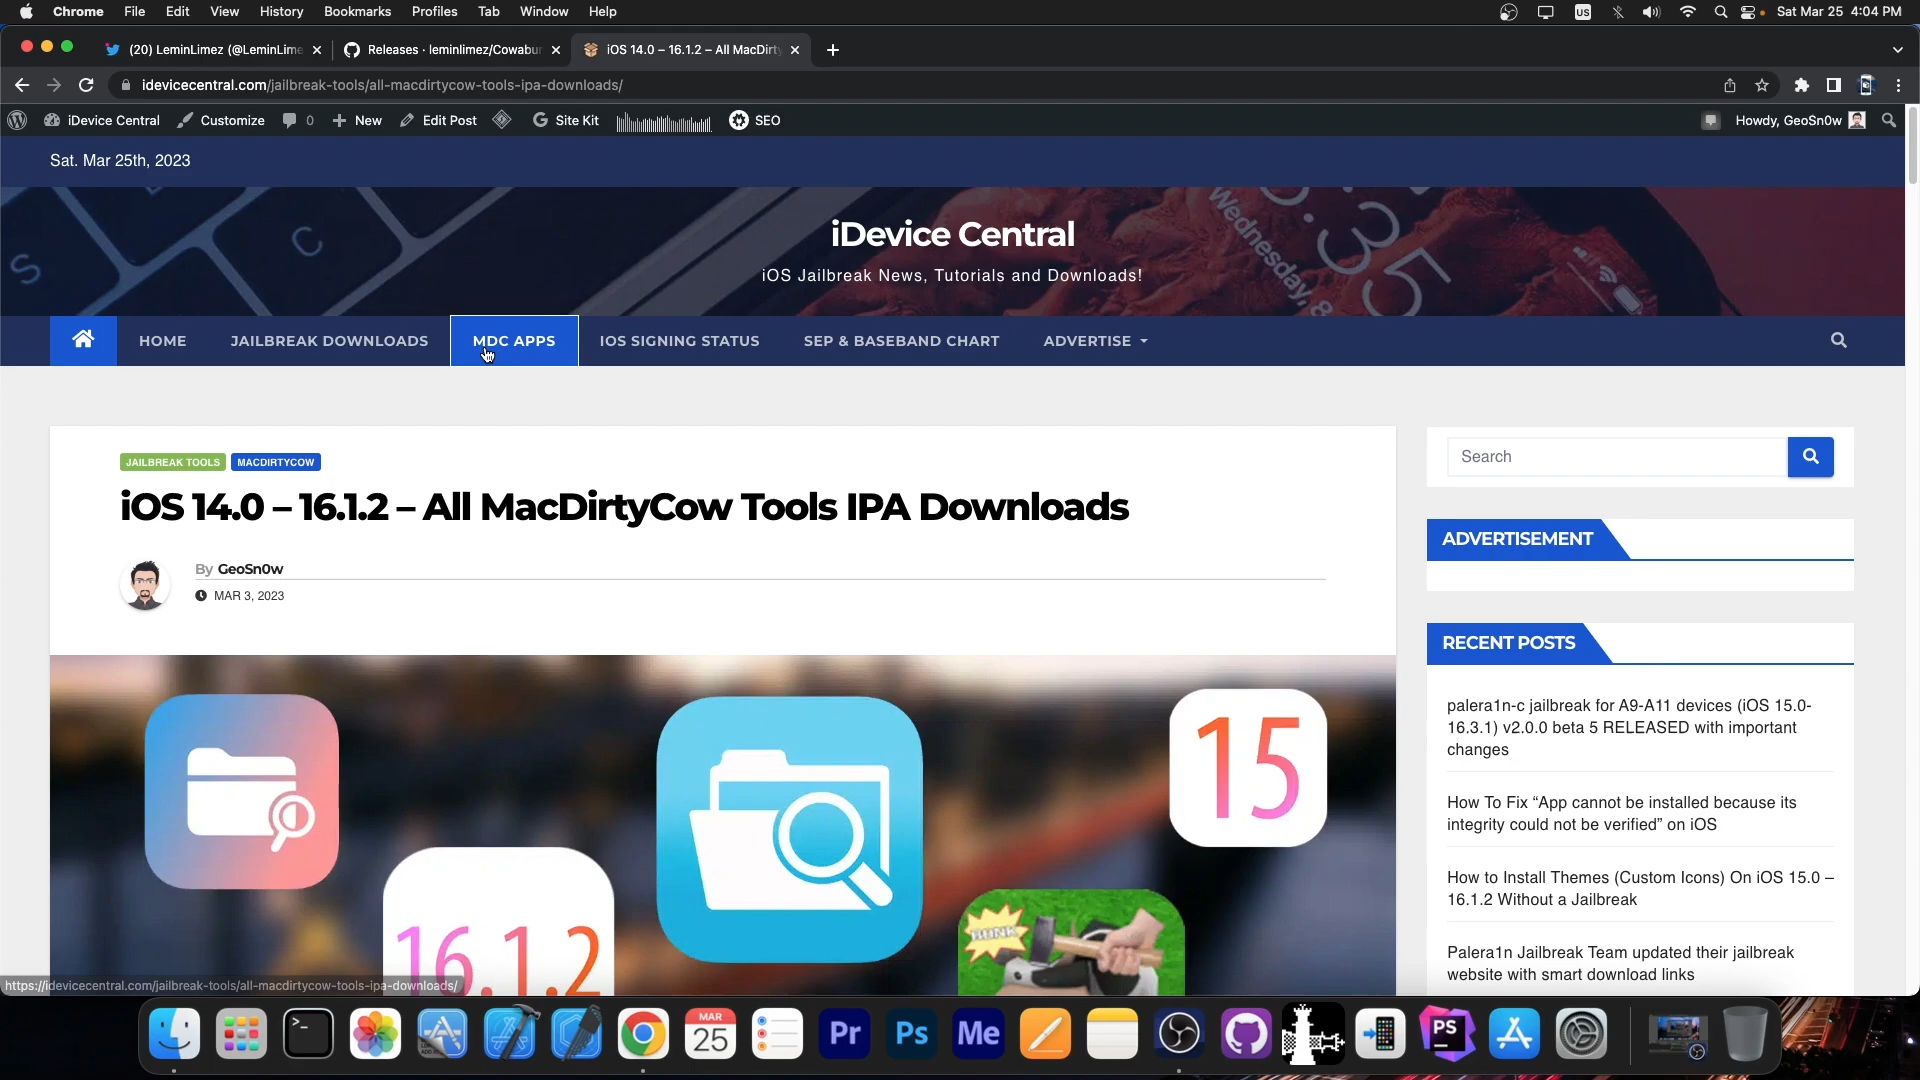 Chrome File Edit View History Bookmarks Profiles Tab Window Help US Sat Mar 25 4:04 PM
(20) LeminLimez (@LeminLime Releases · leminlimez/Cowabun iOS 14.0 – 16.1.2 – All MacDirty
idevicecentral.com/jailbreak-tools/all-macdirtycow-tools-ipa-downloads/
iDevice Central Customize 0 New Edit Post Site Kit SEO Howdy, GeoSn0w
Sat. Mar 25th, 2023
iDevice Central
iOS Jailbreak News, Tutorials and Downloads!
S C Wednesday, 8 :35
HOME JAILBREAK DOWNLOADS MDC APPS IOS SIGNING STATUS SEP & BASEBAND CHART ADVERTISE
JAILBREAK TOOLS MACDIRTYCOW
iOS 14.0 – 16.1.2 – All MacDirtyCow Tools IPA Downloads
By GeoSn0w
MAR 3, 2023
15
16.1.2
Search
ADVERTISEMENT
RECENT POSTS
palera1n-c jailbreak for A9-A11 devices (iOS 15.0-
16.3.1) v2.0.0 beta 5 RELEASED with important
changes
How To Fix “App cannot be installed because its
integrity could not be verified” on iOS
How to Install Themes (Custom Icons) On iOS 15.0 –
16.1.2 Without a Jailbreak
Palera1n Jailbreak Team updated their jailbreak
website with smart download links
https://idevicecentral.com/jailbreak-tools/all-macdirtycow-tools-ipa-downloads/
MAR
25 Pr Ps Me PS